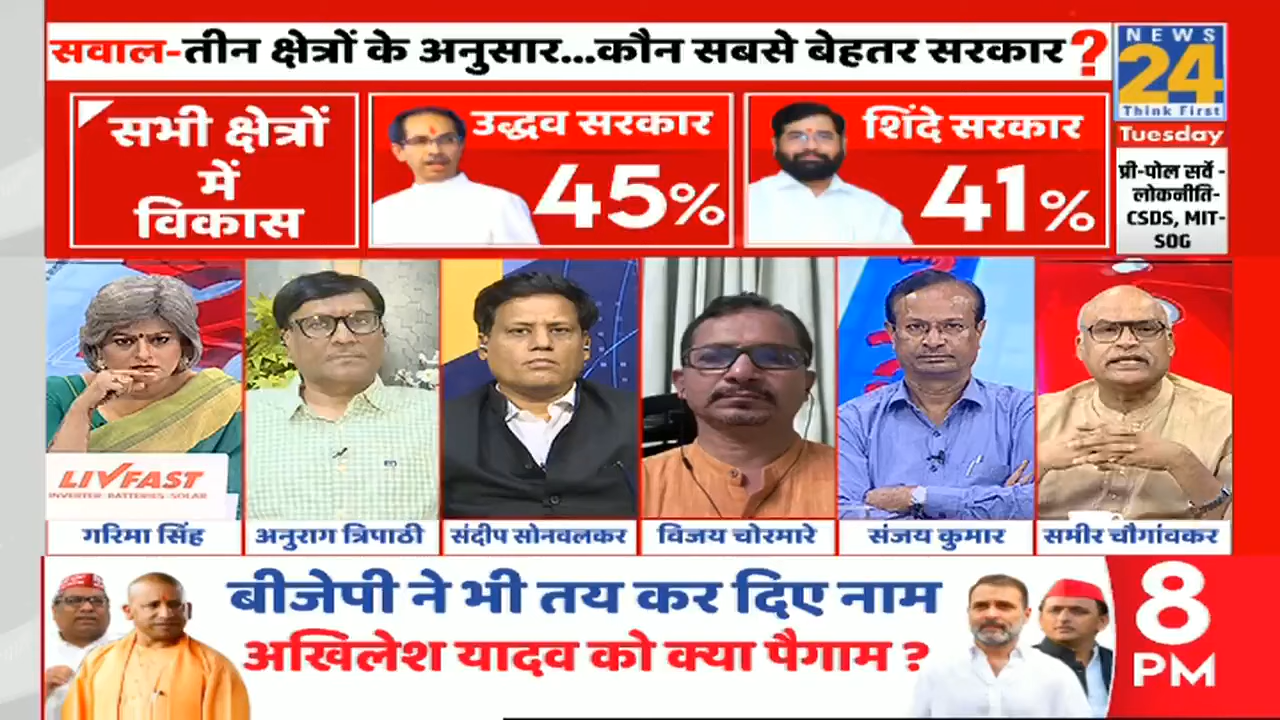 सवाल-तीन क्षेत्रों के अनुसार...कौन सबसे बेहतर सरकार?
NEWS
24
Think First
Tuesday
प्री-पोल सर्वे -
लोकनीति-
CSDS, MIT-
SOG
सभी क्षेत्रों
में
विकास
उद्धव सरकार
45%
शिंदे सरकार
41%
LIVFAST
INVERTER BATTERIES SOLAR
गरिमा सिंह
अनुराग त्रिपाठी
संदीप सोनवलकर
विजय चोरमारे
संजय कुमार
समीर चौगांवकर
बीजेपी ने भी तय कर दिए नाम
अखिलेश यादव को क्या पैगाम ?
8
PM